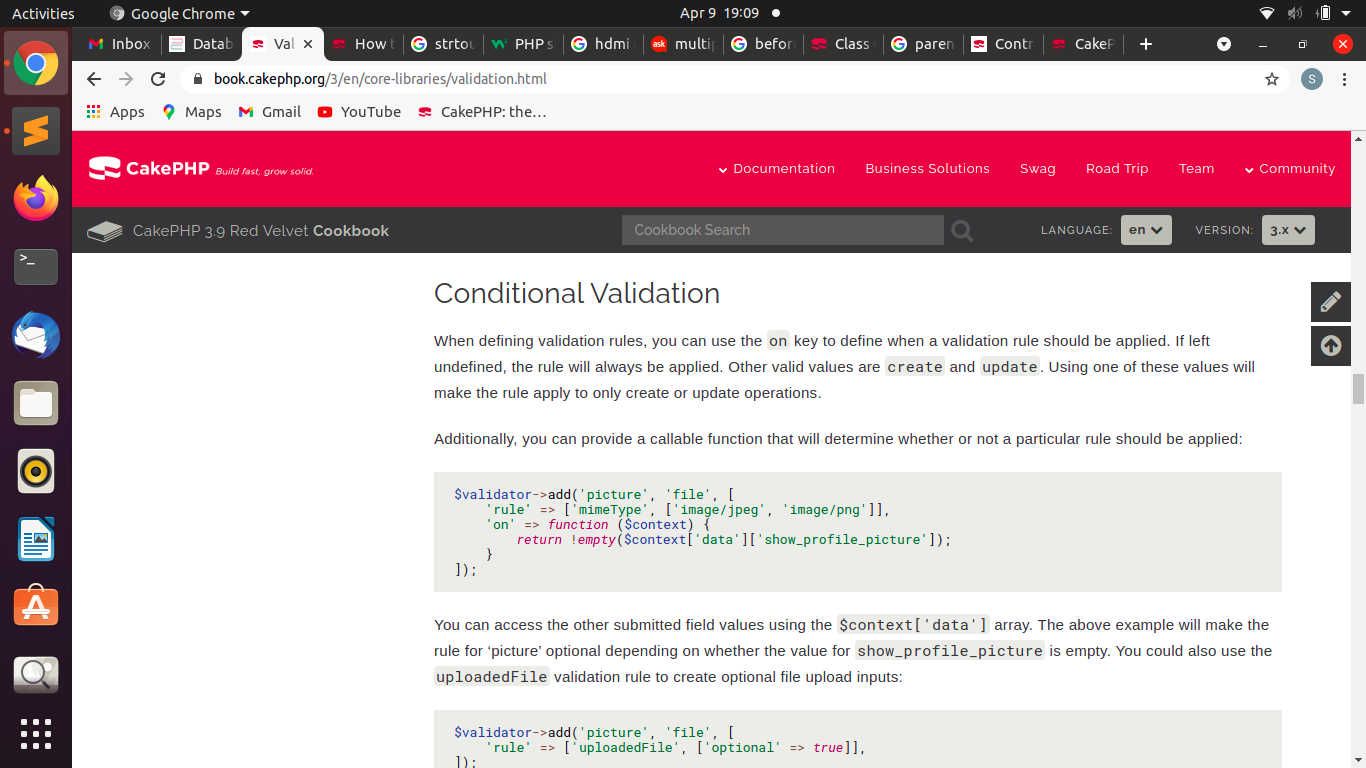 Activities
Google Chrome
Apr 9 19:09
Inbox
Datab
Val
How t
strtou
PHP s
hdmi
ask
multip
befor
Class
paren
Contr
CakeP
book.cakephp.org/3/en/core-libraries/validation.html
S
Apps
Maps
Gmail
YouTube
CakePHP: the…
CakePHP Build fast, grow solid.
Documentation
Business Solutions
Swag
Road Trip
Team
Community
CakePHP 3.9 Red Velvet Cookbook
Cookbook Search
LANGUAGE:
en
VERSION:
3.x
>_
Conditional Validation
When defining validation rules, you can use the on key to define when a validation rule should be applied. If left
undefined, the rule will always be applied. Other valid values are create and update. Using one of these values will
make the rule apply to only create or update operations.
Additionally, you can provide a callable function that will determine whether or not a particular rule should be applied:
$validator->add('picture', 'file', [
'rule' => ['mimeType', ['image/jpeg', 'image/png']],
'on' => function ($context) {
return !empty($context['data']['show_profile_picture']);
}
]);
You can access the other submitted field values using the $context['data'] array. The above example will make the
rule for ‘picture’ optional depending on whether the value for show_profile_picture is empty. You could also use the
uploadedFile validation rule to create optional file upload inputs:
$validator->add('picture', 'file', [
'rule' => ['uploadedFile', ['optional' => true]],
]);